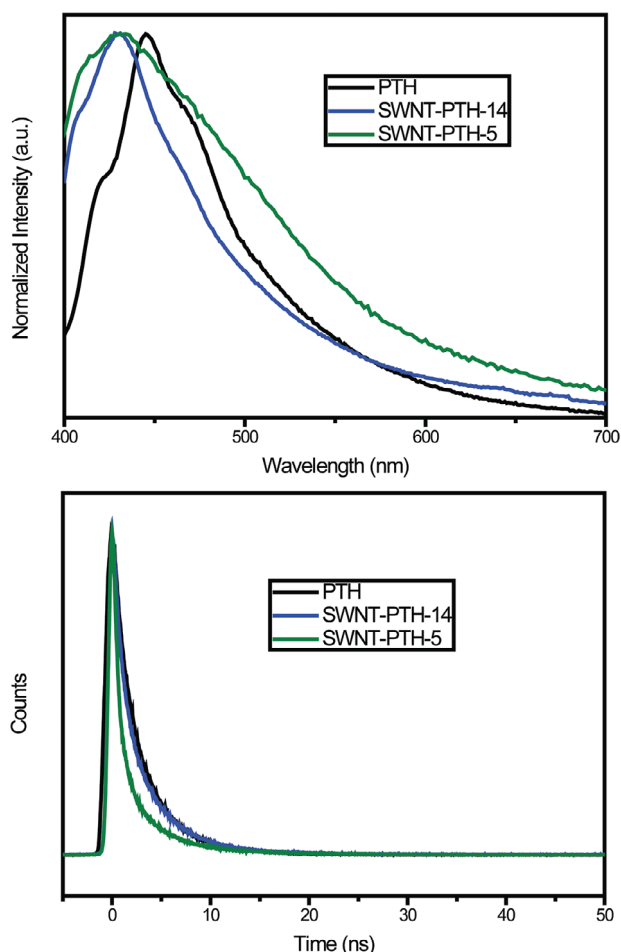 Normalized Intensity (a.u.)
PTH
SWNT-PTH-14
SWNT-PTH-5
400 500 600 700
Wavelength (nm)
Counts
PTH
SWNT-PTH-14
SWNT-PTH-5
0 10 20 30 40 50
Time (ns)